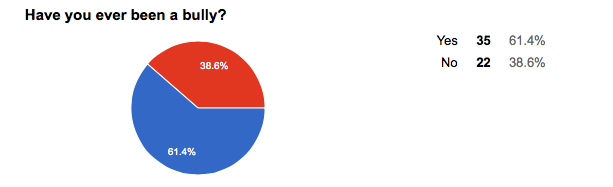 Have you ever been a bully?
Yes 35 61.4%
No 22 38.6%
38.6%
61.4%